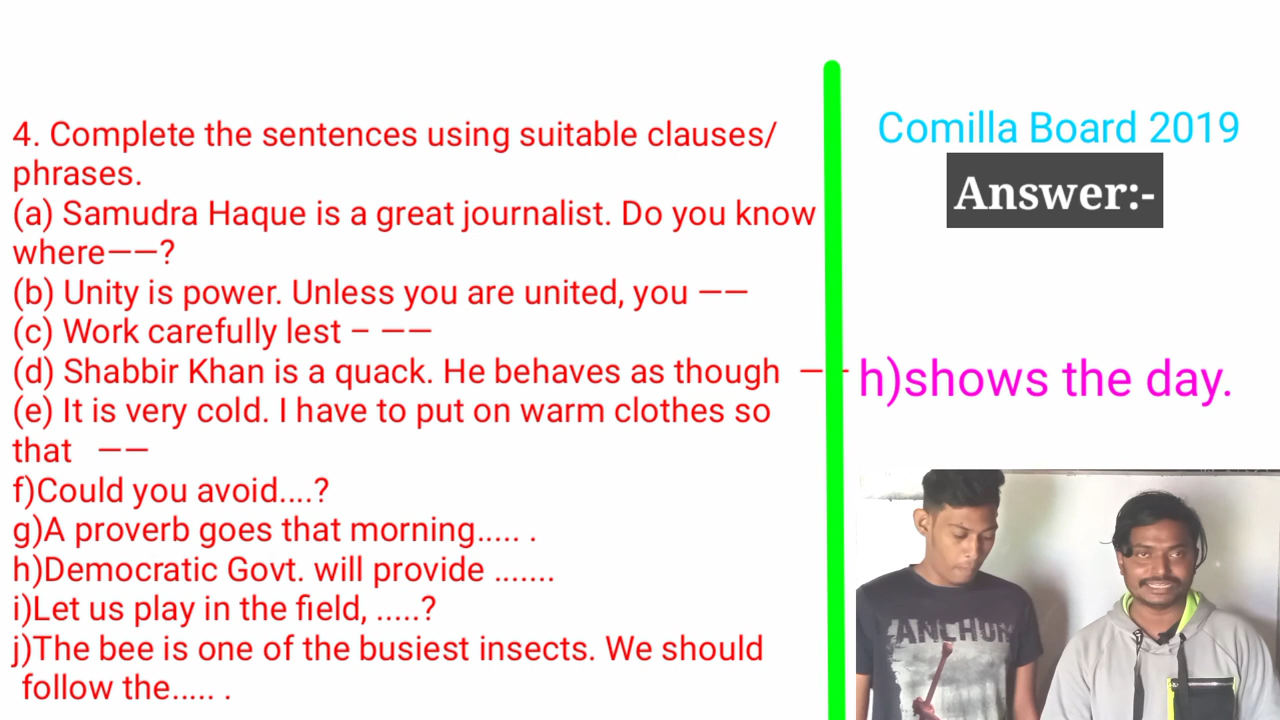 4. Complete the sentences using suitable clauses/
phrases.
(a) Samudra Haque is a great journalist. Do you know
where——?
(b) Unity is power. Unless you are united, you ——
(c) Work carefully lest – ——
(d) Shabbir Khan is a quack. He behaves as though ——
(e) It is very cold. I have to put on warm clothes so
that ——
f)Could you avoid....?
g)A proverb goes that morning..... .
h)Democratic Govt. will provide .......
i)Let us play in the field, .....?
j)The bee is one of the busiest insects. We should
follow the..... .
Comilla Board 2019
Answer:-
h)shows the day.
ANCHOR